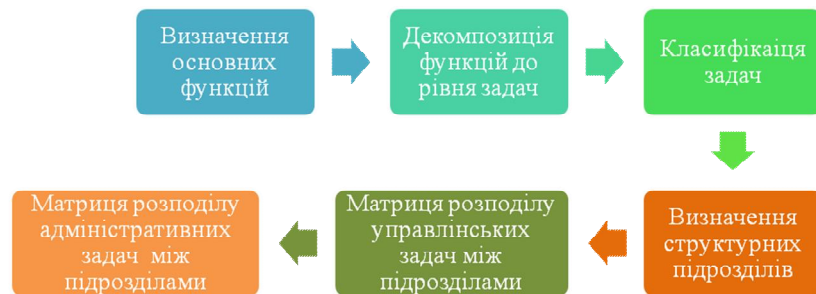 Визначення
основних
функцій
Декомпозиція
функцій до
рівня задач
Класифікаіця
задач
Визначення
структурних
підрозділів
Матриця розподілу
управлінських
задач між
підрозділами
Матриця розподілу
адміністративних
задач між
підрозділами